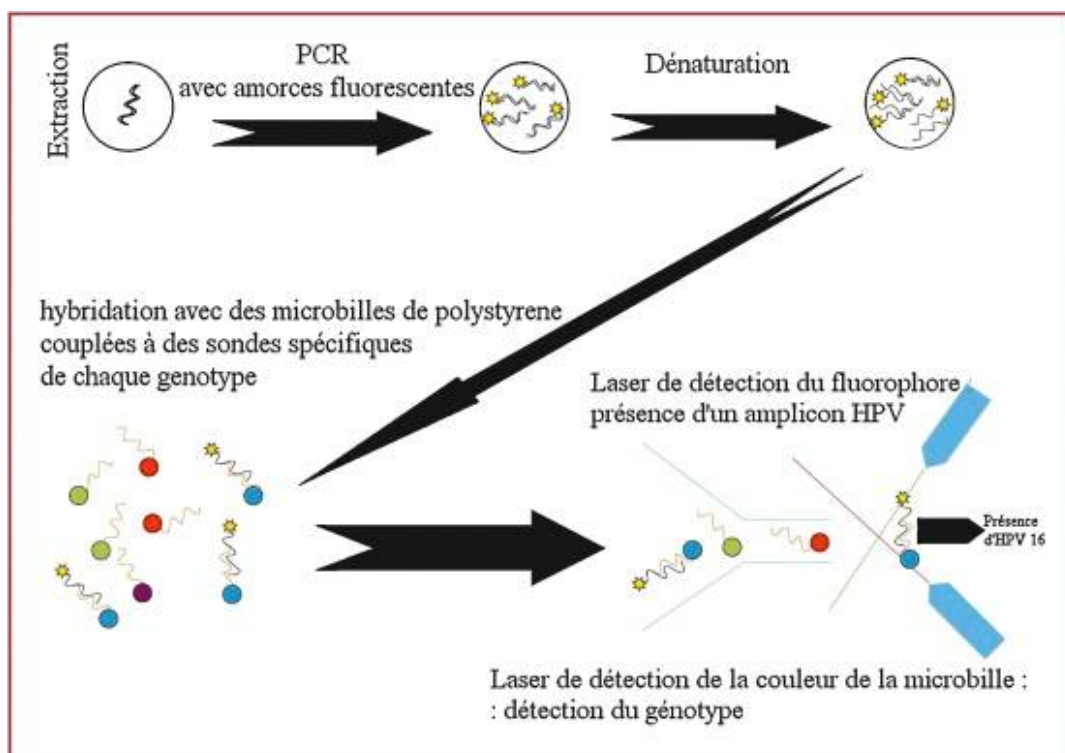 Extraction
PCR
avec amorces fluorescentes
Dénaturation
hybridation avec des microbilles de polystyrene
couplées à des sondes spécifiques
de chaque genotype
Laser de détection du fluorophore
présence d'un amplicon HPV
Présence
d'HPV 16
Laser de détection de la couleur de la microbille :
: détection du génotype